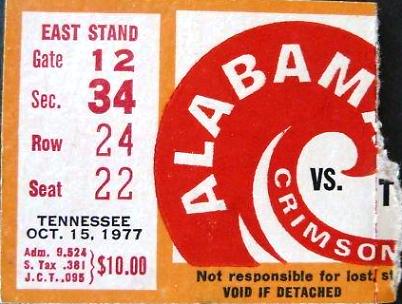 EAST STAND
Gate 12
Sec. 34
Row 24
Seat 22
TENNESSEE
OCT. 15, 1977
Adm. 9.524
S. Tax .381
J.C.T. .095
$10.00
ALABAMA
CRIMSON
VS. T
Not responsible for lost, st
VOID IF DETACHED